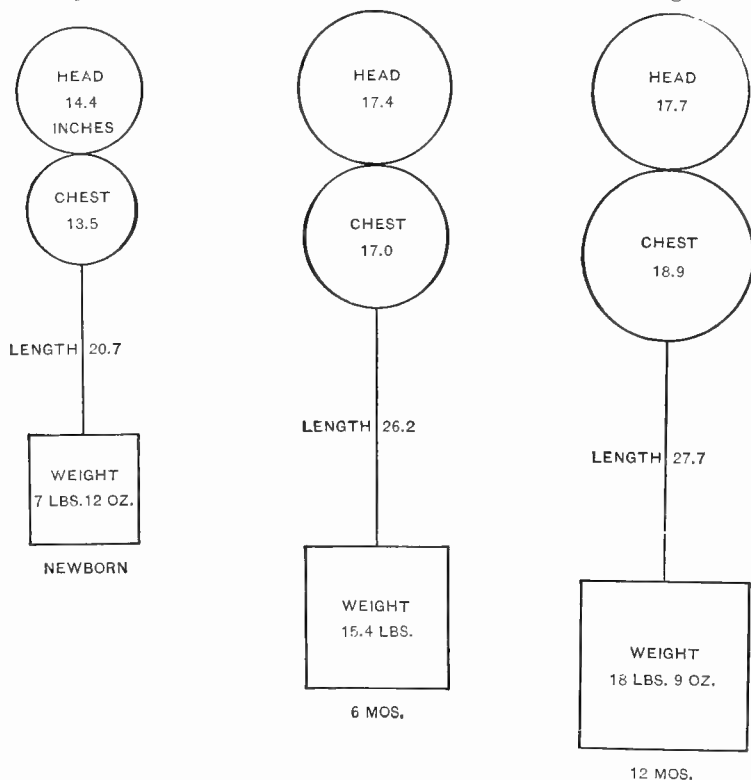 HEAD
14.4
INCHES
CHEST
13.5
LENGTH 20.7
WEIGHT
7 LBS.12 OZ.
NEWBORN
HEAD
17.4
CHEST
17.0
LENGTH 26.2
WEIGHT
15.4 LBS.
6 MOS.
HEAD
17.7
CHEST
18.9
LENGTH 27.7
WEIGHT
18 LBS. 9 OZ.
12 MOS.